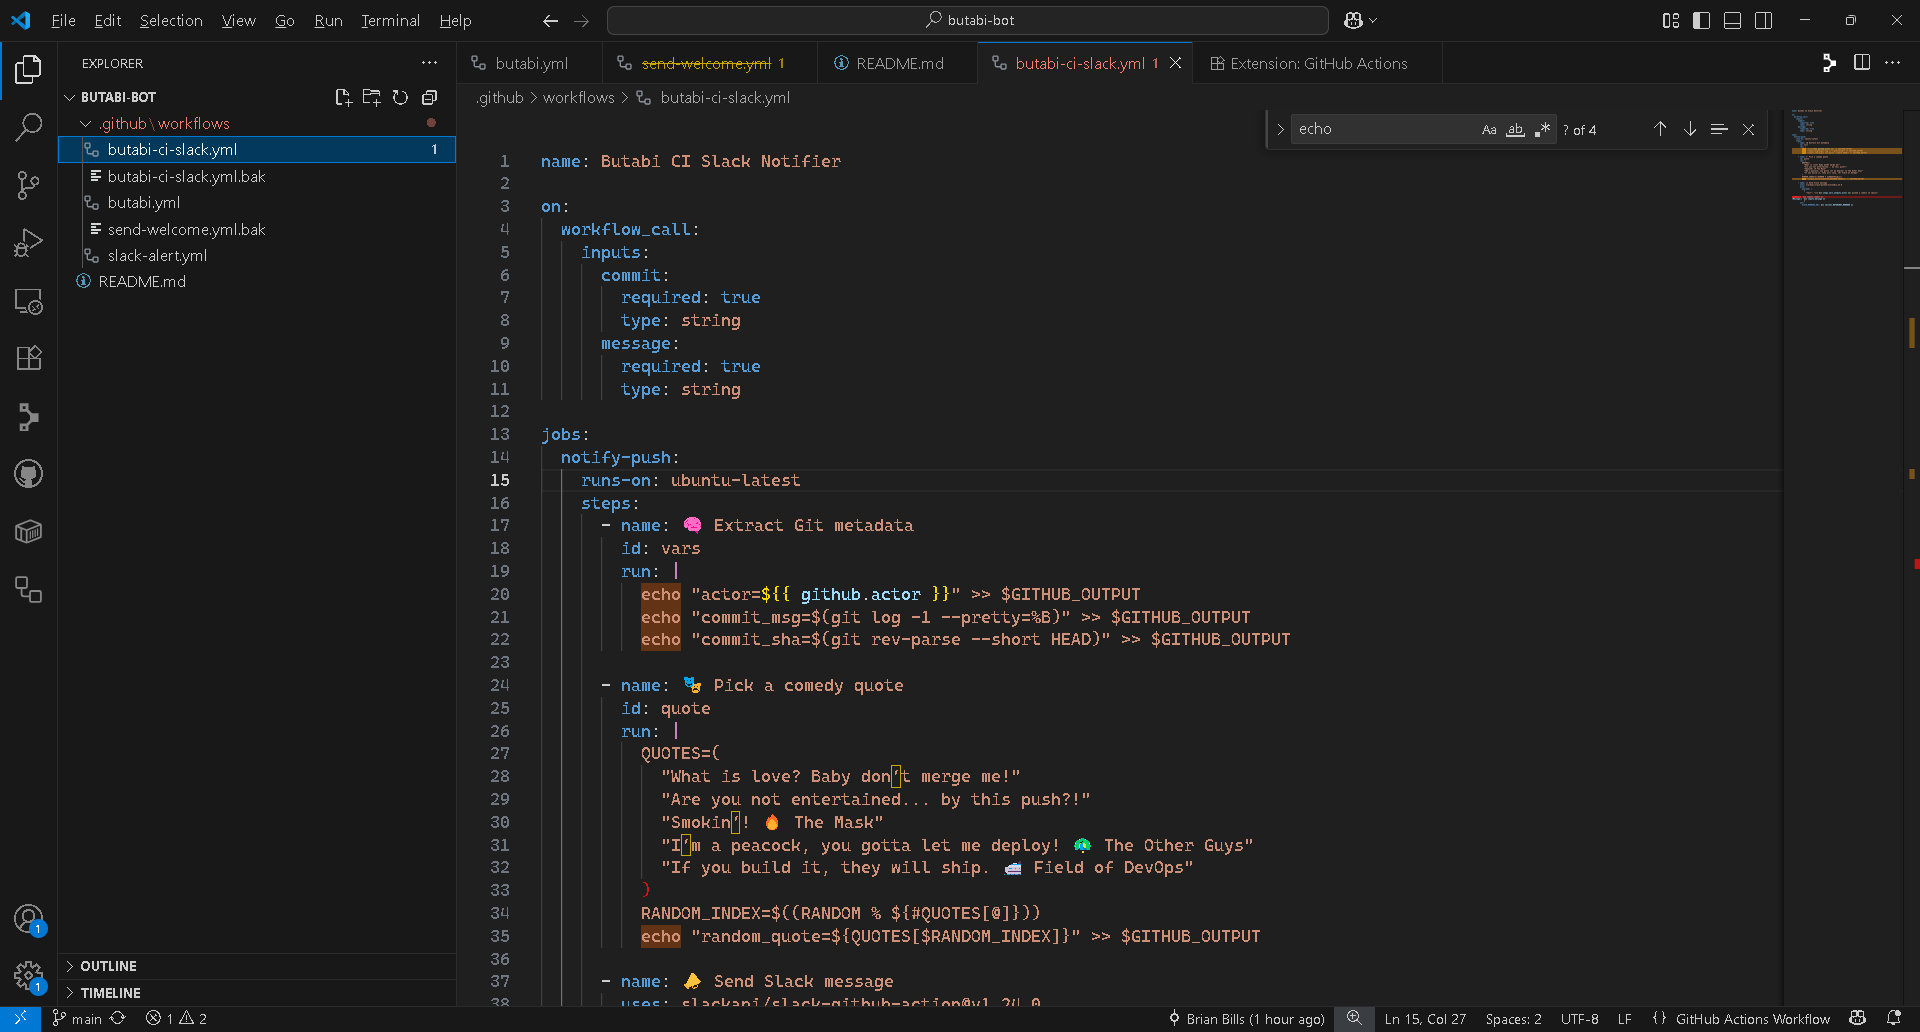 File Edit Selection View Go Run Terminal Help
butabi-bot
EXPLORER
BUTABI-BOT
.github\workflows
butabi-ci-slack.yml 1
butabi-ci-slack.yml.bak
butabi.yml
send-welcome.yml.bak
slack-alert.yml
README.md
OUTLINE
TIMELINE
butabi.yml
send-welcome.yml 1
README.md
butabi-ci-slack.yml 1
Extension: GitHub Actions
.github > workflows > butabi-ci-slack.yml
echo Aa ab .* ? of 4
1 name: Butabi CI Slack Notifier
2
3 on:
4 workflow_call:
5 inputs:
6 commit:
7 required: true
8 type: string
9 message:
10 required: true
11 type: string
12
13 jobs:
14 notify-push:
15 runs-on: ubuntu-latest
16 steps:
17 - name: 🧠 Extract Git metadata
18 id: vars
19 run: |
20 echo "actor=${{ github.actor }}" >> $GITHUB_OUTPUT
21 echo "commit_msg=$(git log -1 --pretty=%B)" >> $GITHUB_OUTPUT
22 echo "commit_sha=$(git rev-parse --short HEAD)" >> $GITHUB_OUTPUT
23
24 - name: 🎭 Pick a comedy quote
25 id: quote
26 run: |
27 QUOTES=(
28 "What is love? Baby don’t merge me!"
29 "Are you not entertained... by this push?!"
30 "Smokin’! 🔥 The Mask"
31 "I’m a peacock, you gotta let me deploy! 🦚 The Other Guys"
32 "If you build it, they will ship. 🚢 Field of DevOps"
33 )
34 RANDOM_INDEX=$((RANDOM % ${#QUOTES[@]}))
35 echo "random_quote=${QUOTES[$RANDOM_INDEX]}" >> $GITHUB_OUTPUT
36
37 - name: 📣 Send Slack message
38 uses: slackapi/slack-github-action@v1.24.0
1
1
main 1 2
Brian Bills (1 hour ago) Ln 15, Col 27 Spaces: 2 UTF-8 LF {} GitHub Actions Workflow